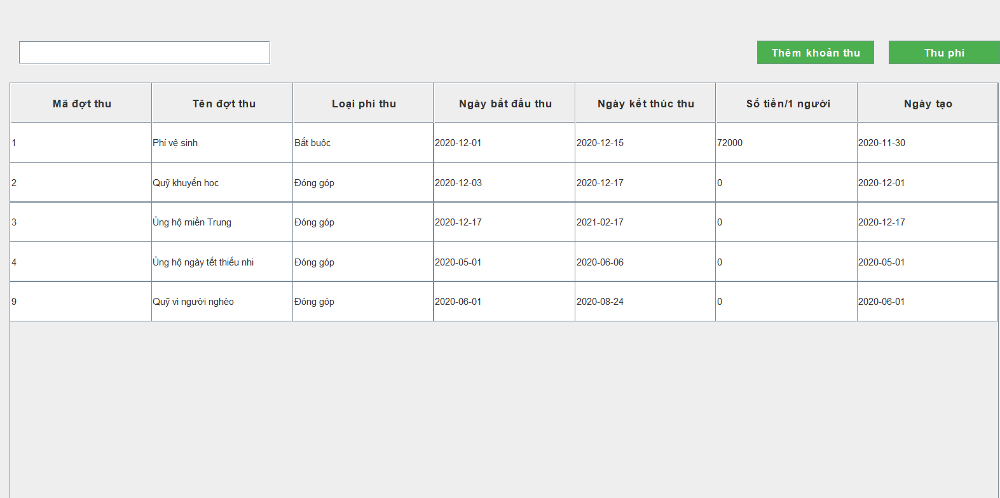 Thêm khoản thu Thu phí
Mã đợt thu Tên đợt thu Loại phí thu Ngày bắt đầu thu Ngày kết thúc thu Số tiền/1 người Ngày tạo
1 Phí vệ sinh Bắt buộc 2020-12-01 2020-12-15 72000 2020-11-30
2 Quỹ khuyến học Đóng góp 2020-12-03 2020-12-17 0 2020-12-01
3 Ủng hộ miền Trung Đóng góp 2020-12-17 2021-02-17 0 2020-12-17
4 Ủng hộ ngày tết thiếu nhi Đóng góp 2020-05-01 2020-06-06 0 2020-05-01
9 Quỹ vì người nghèo Đóng góp 2020-06-01 2020-08-24 0 2020-06-01